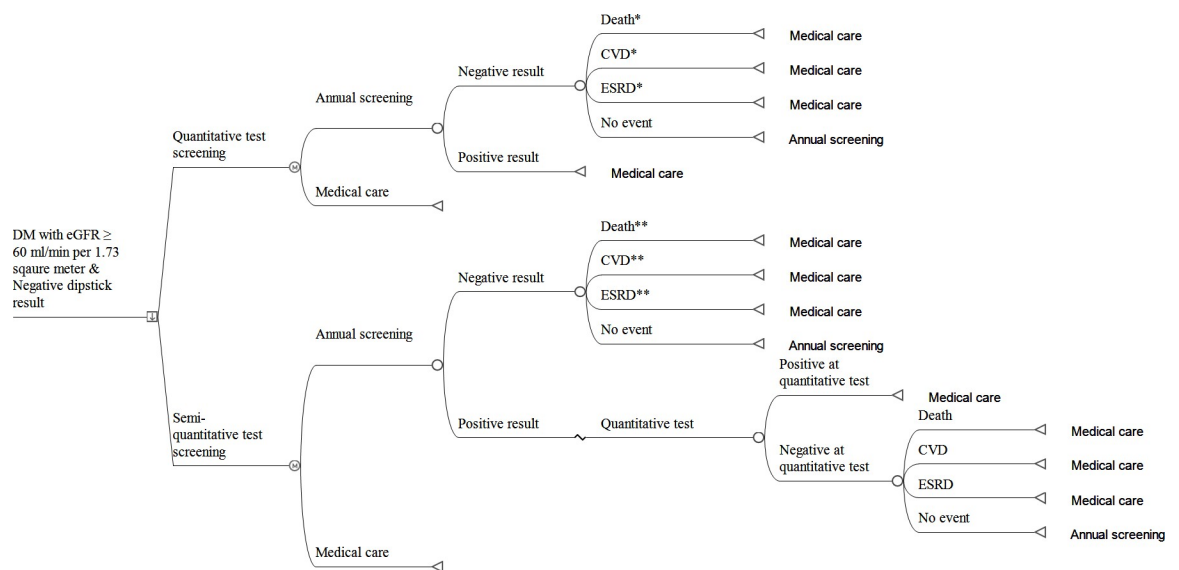 Death*
Medical care
CVD*
Medical care
Negative result
ESRD*
Medical care
Annual screening
No event
Annual screening
Quantitative test
screening
Positive result
Medical care
Medical care
DM with eGFR ≥
60 ml/min per 1.73
sqaure meter &
Negative dipstick
result
Death**
Medical care
CVD**
Medical care
Negative result
ESRD**
Medical care
Annual screening
No event
Annual screening
Positive at
quantitative test
Medical care
Semi-
quantitative test
screening
Positive result
Quantitative test
Death
Medical care
Negative at
quantitative test
CVD
Medical care
ESRD
Medical care
No event
Annual screening
Medical care
M
M